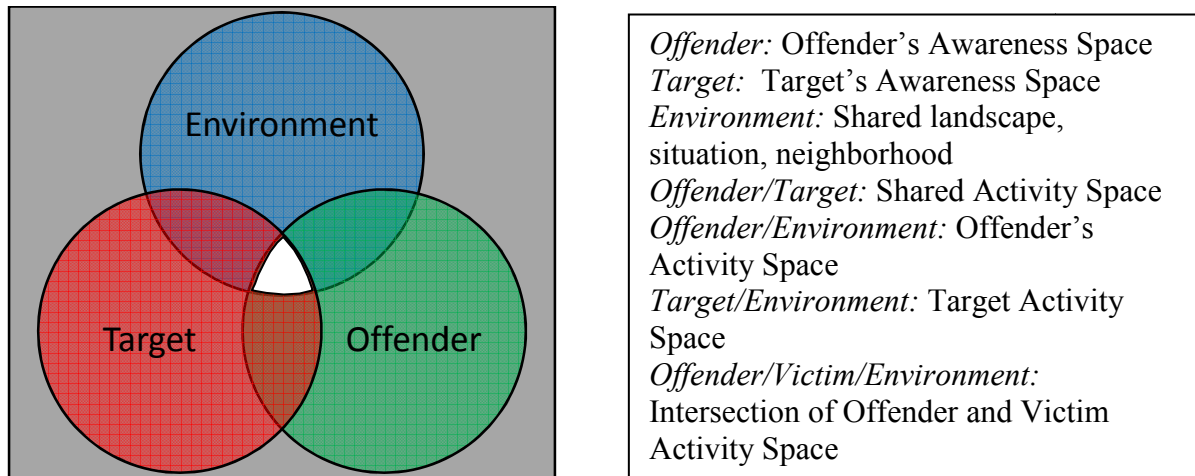 Environment
Target
Offender
Offender: Offender’s Awareness Space
Target: Target’s Awareness Space
Environment: Shared landscape,
situation, neighborhood
Offender/Target: Shared Activity Space
Offender/Environment: Offender’s
Activity Space
Target/Environment: Target Activity
Space
Offender/Victim/Environment:
Intersection of Offender and Victim
Activity Space